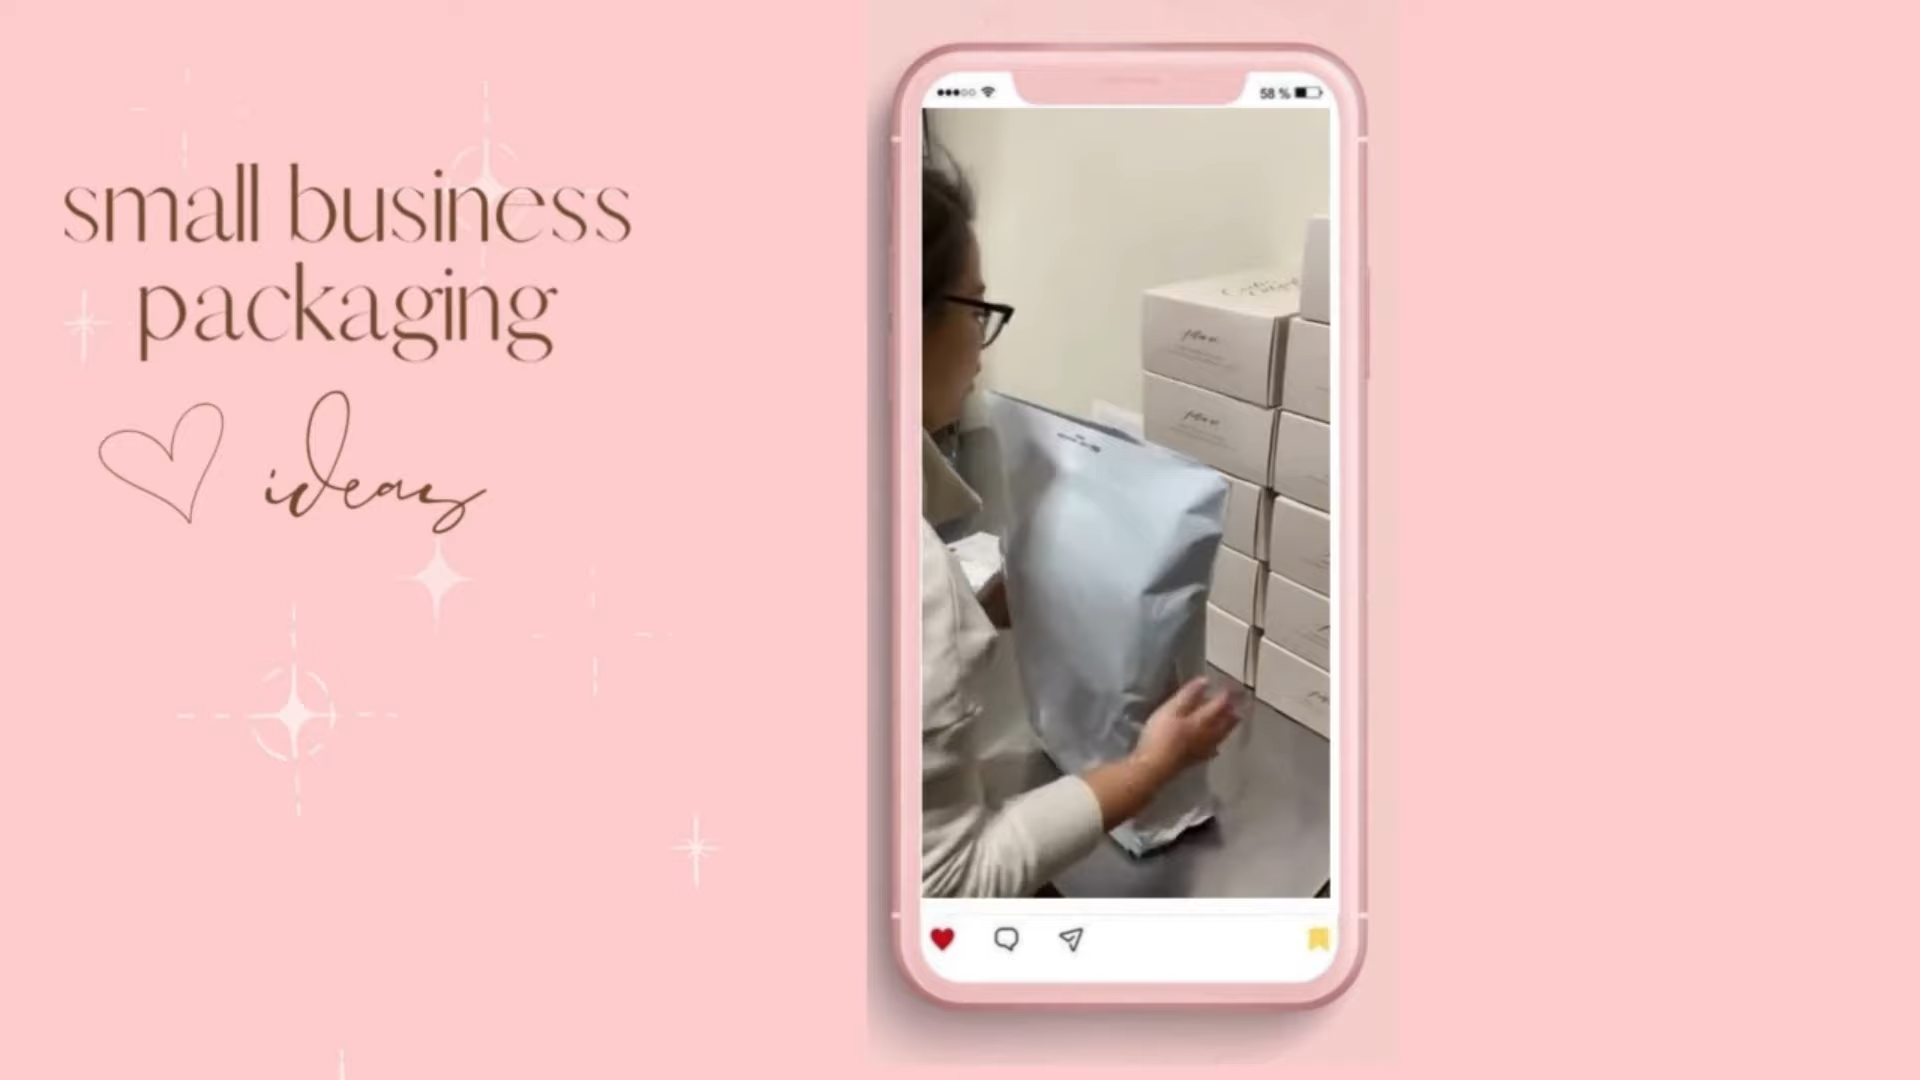 small business
packaging
ideas
58 %